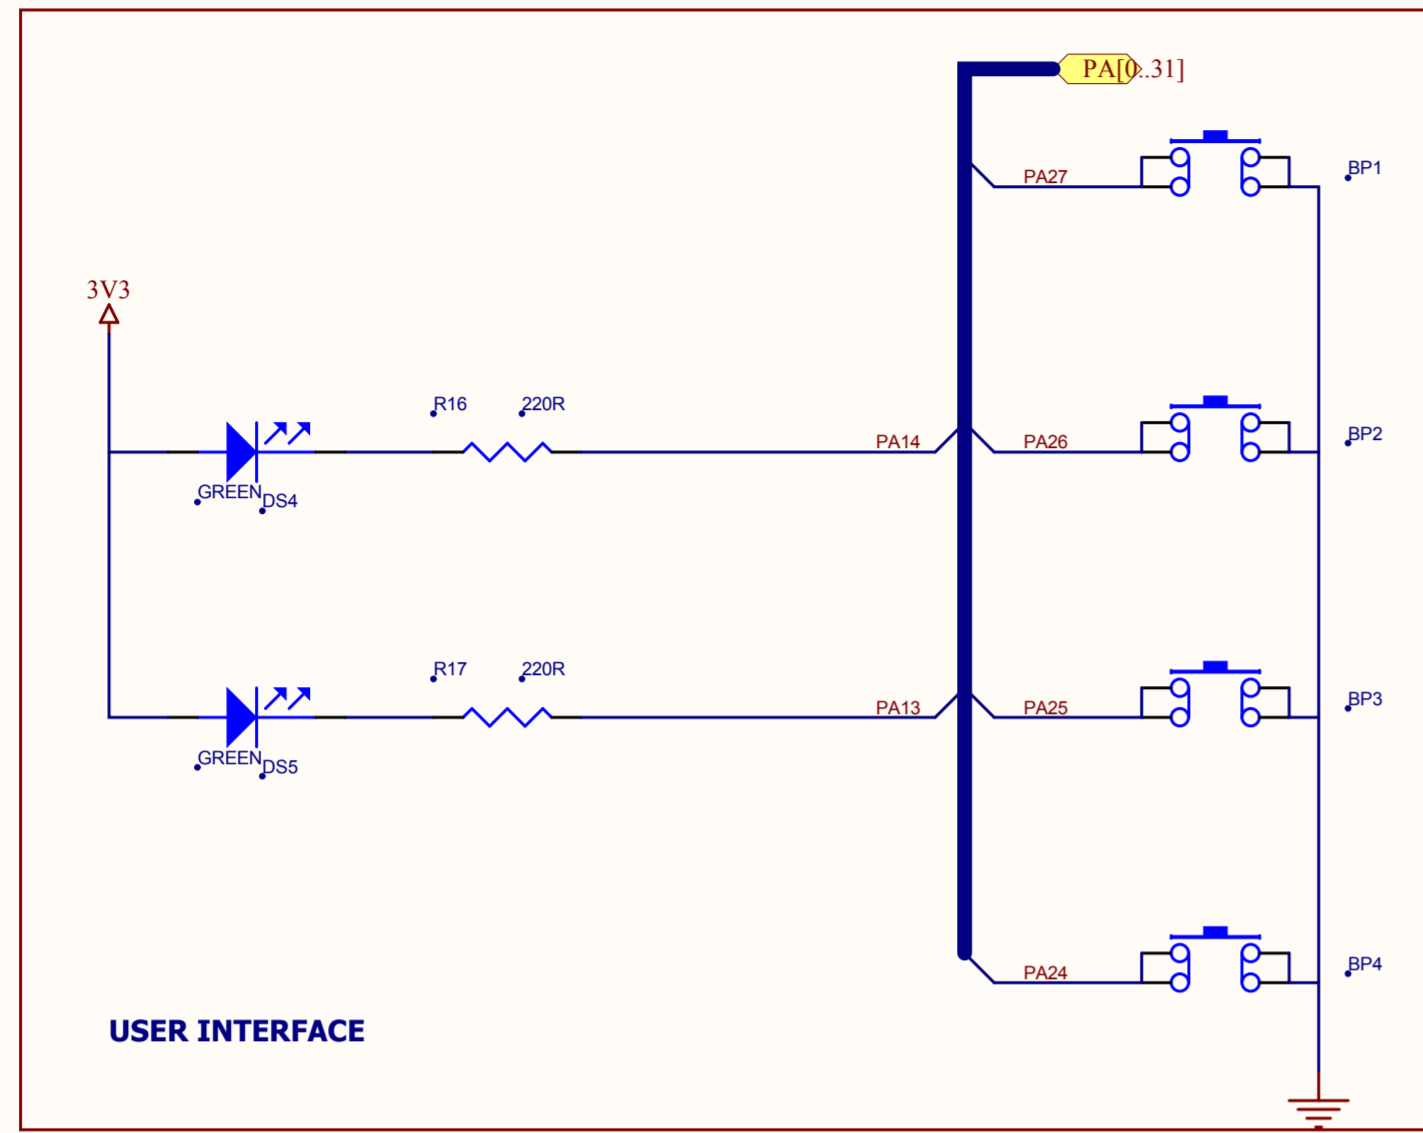 PA[0..31]
PA27
BP1
3V3
R16 220R
PA14 PA26
BP2
GREEN DS4
R17 220R
PA13 PA25
BP3
GREEN DS5
PA24
BP4
USER INTERFACE